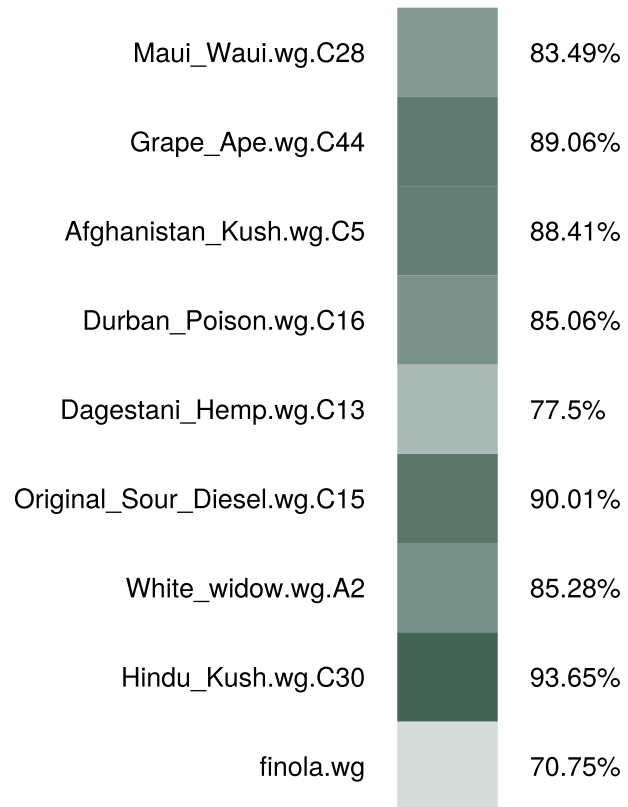 Maui_Waui.wg.C28 83.49%
Grape_Ape.wg.C44 89.06%
Afghanistan_Kush.wg.C5 88.41%
Durban_Poison.wg.C16 85.06%
Dagestani_Hemp.wg.C13 77.5%
Original_Sour_Diesel.wg.C15 90.01%
White_widow.wg.A2 85.28%
Hindu_Kush.wg.C30 93.65%
finola.wg 70.75%